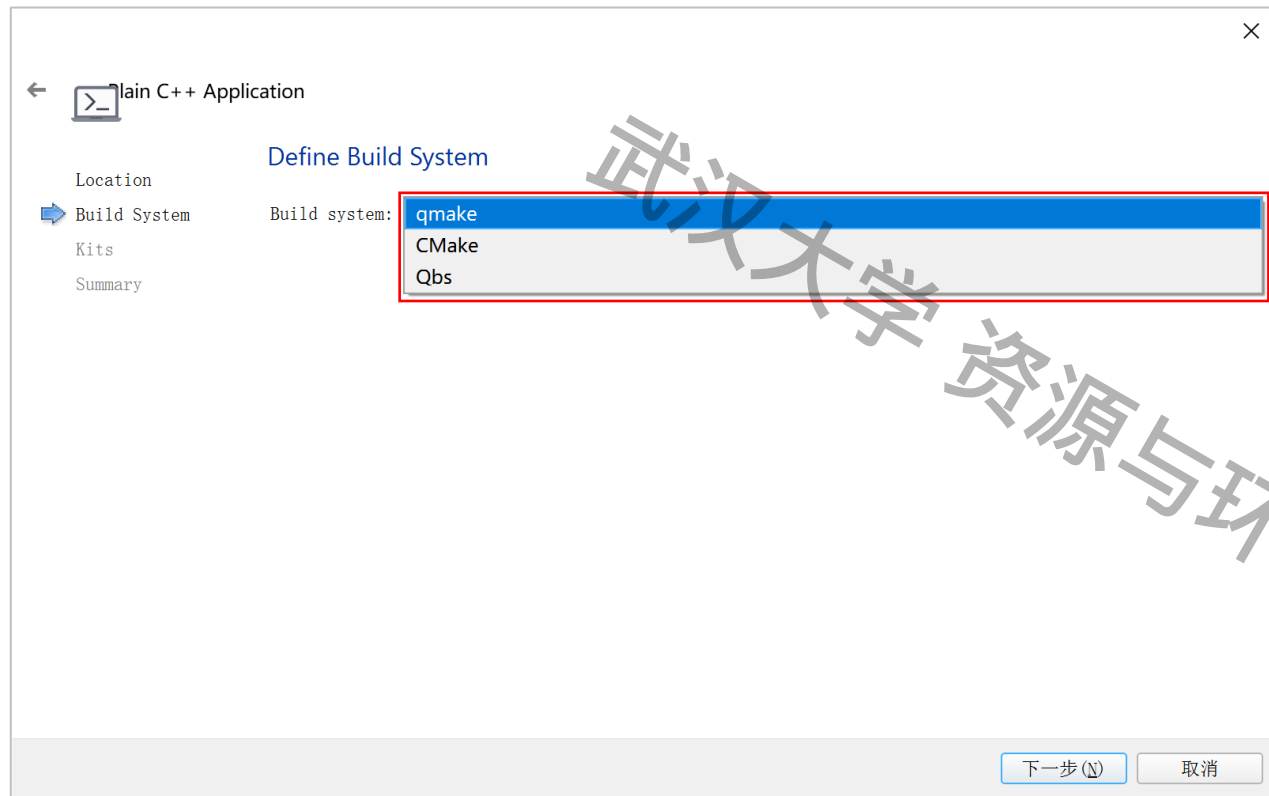 Plain C++ Application
Define Build System
Location
Build System
Kits
Summary
Build system:
qmake
CMake
Qbs
武汉大学 资源与环
下一步(N)
取消